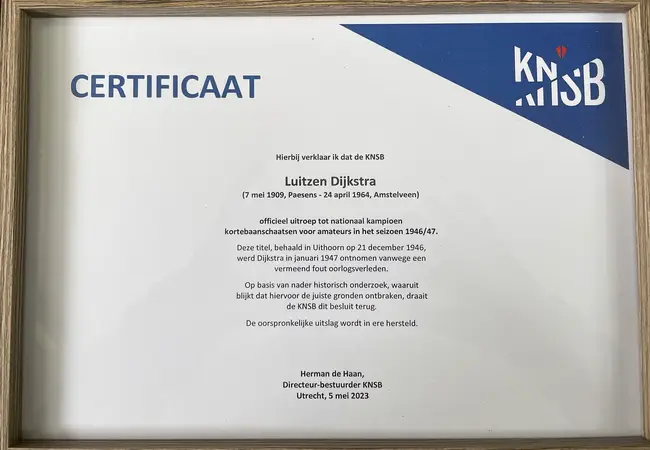 CERTIFICAAT
KNSB
Hierbij verklaar ik dat de KNSB
Luitzen Dijkstra
(7 mei 1909, Paesens - 24 april 1964, Amstelveen)
officieel uitroep tot nationaal kampioen
kortebaanschaatsen voor amateurs in het seizoen 1946/47.
Deze titel, behaald in Uithoorn op 21 december 1946,
werd Dijkstra in januari 1947 ontnomen vanwege een
vermeend fout oorlogsverleden.
Op basis van nader historisch onderzoek, waaruit
blijkt dat hiervoor de juiste gronden ontbraken, draait
de KNSB dit besluit terug.
De oorspronkelijke uitslag wordt in ere hersteld.
Herman de Haan,
Directeur-bestuurder KNSB
Utrecht, 5 mei 2023